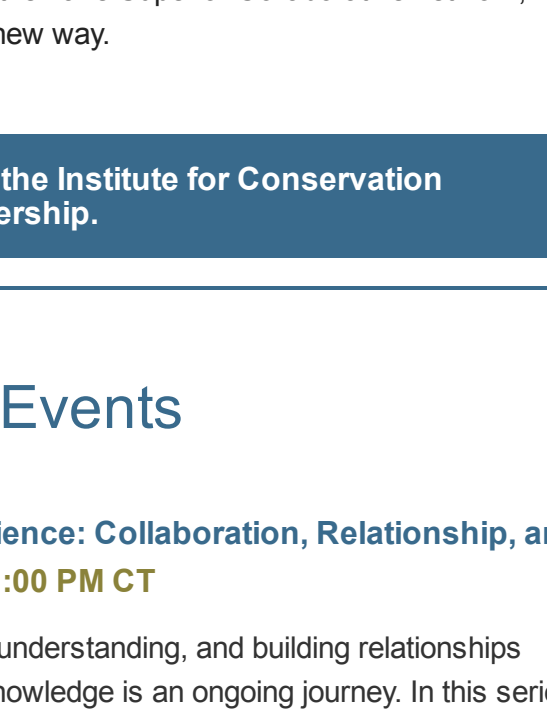 new way.
the Institute for Conservation
ership.
Events
ience: Collaboration, Relationship, a
:00 PM CT
understanding, and building relationships
nowledge is an ongoing journey. In this seri